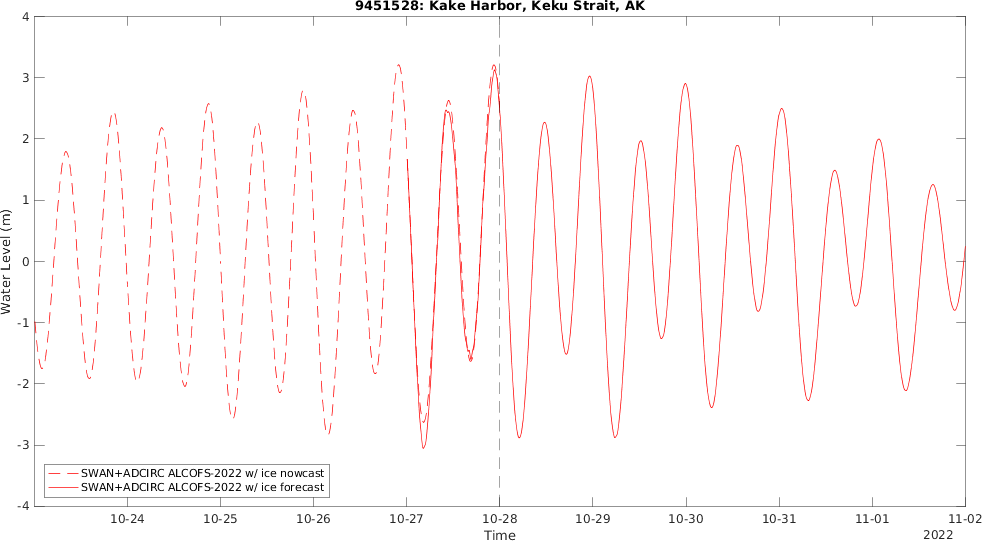 9451528: Kake Harbor, Keku Strait, AK
4
3
2
1
0
-1
-2
-3
-4
Water Level (m)
SWAN+ADCIRC ALCOFS-2022 w/ ice nowcast
SWAN+ADCIRC ALCOFS-2022 w/ ice forecast
10-24 10-25 10-26 10-27 10-28 10-29 10-30 10-31 11-01 11-02
Time
2022